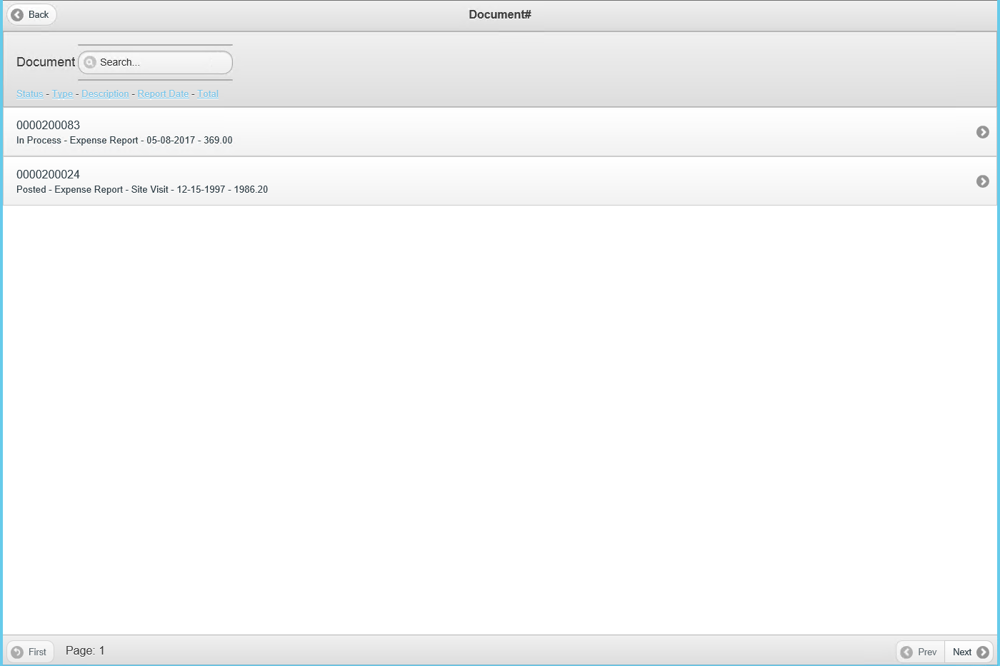 Back
Document#
Document Search...
Status - Type - Description - Report Date - Total
0000200083
In Process - Expense Report - 05-08-2017 - 369.00
0000200024
Posted - Expense Report - Site Visit - 12-15-1997 - 1986.20
First Page: 1 Prev Next